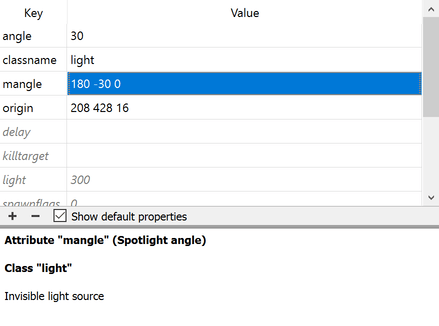 Key Value
angle 30
classname light
mangle 180 -30 0
origin 208 428 16
delay
killtarget
light 300
spawnflags 0
+ − Show default properties
Attribute "mangle" (Spotlight angle)
Class "light"
Invisible light source